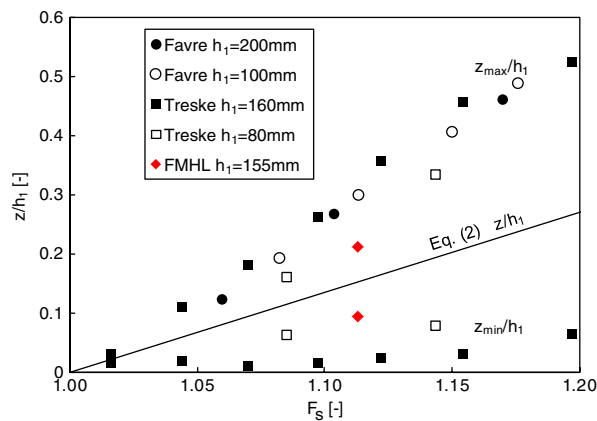 0.6
0.5
0.4
0.3
0.2
0.1
0
z/h₁ [-]
Favre h₁=200mm
Favre h₁=100mm
Treske h₁=160mm
Treske h₁=80mm
FMHL h₁=155mm
zmax/h₁
Eq. (2) z/h₁
zmin/h₁
1.00 1.05 1.10 1.15 1.20
Fs [-]